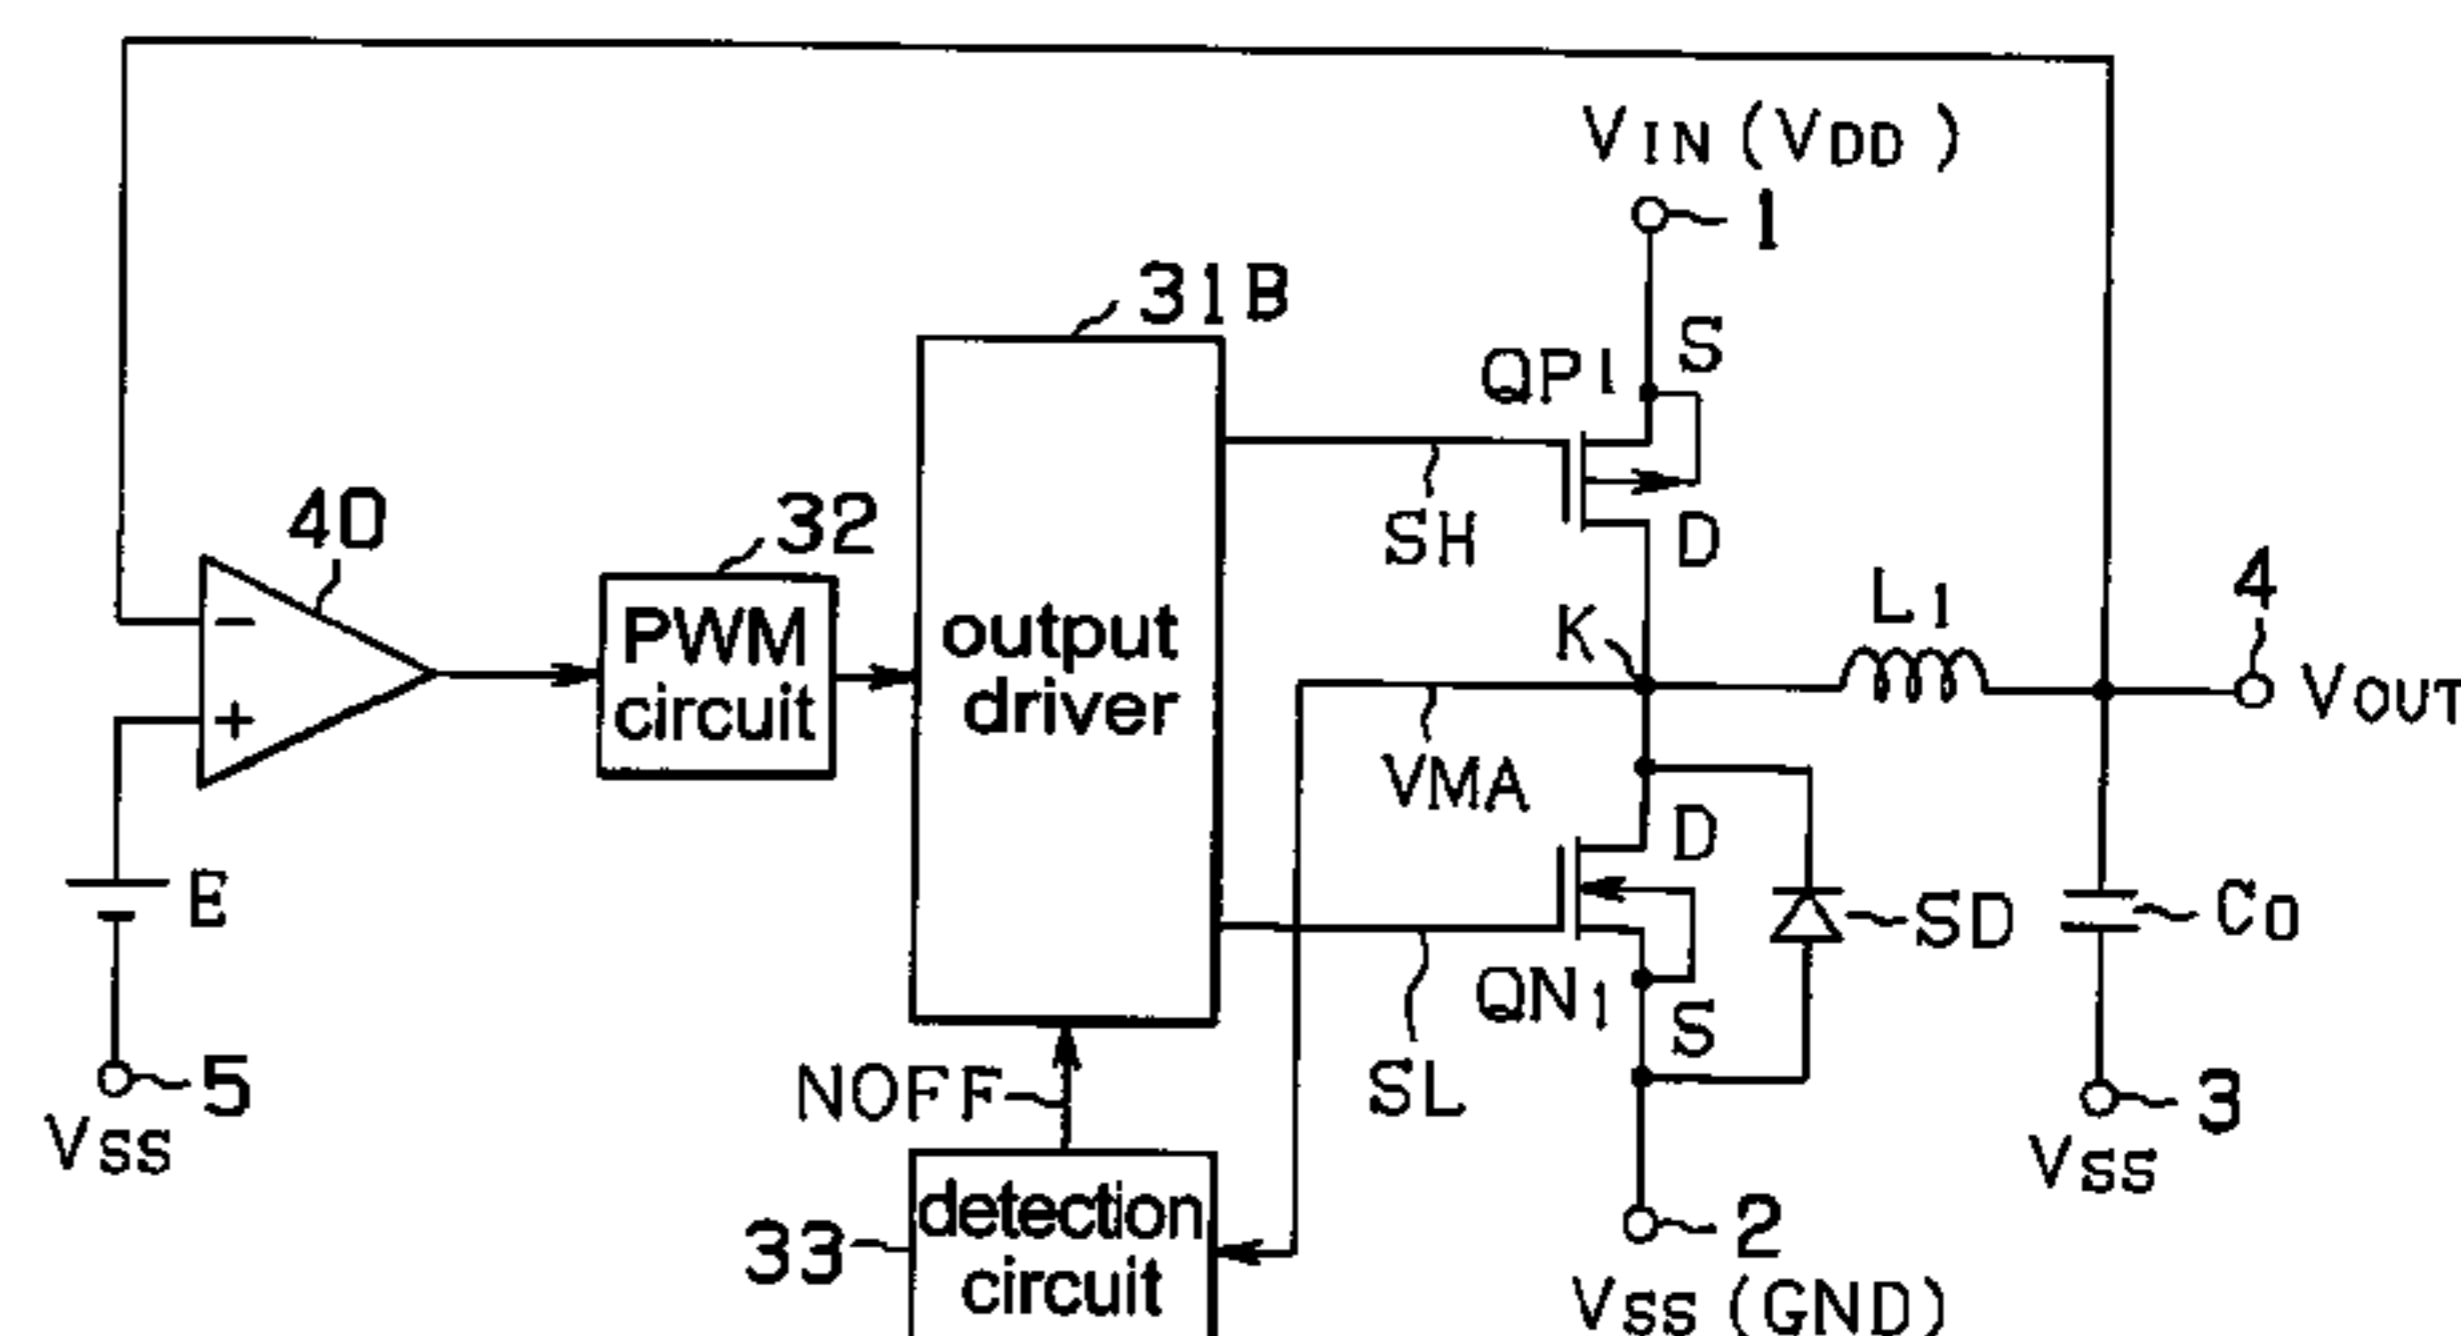 VIN (VDD)
1
31B
S
QP1
40
32
SH
D
4
PWM
circuit
output
driver
K
L1
VOUT
VMA
D
E
SD
CO
QN1
S
5
VSS
NOFF
SL
3
VSS
33
detection
circuit
2
VSS (GND)
-
+